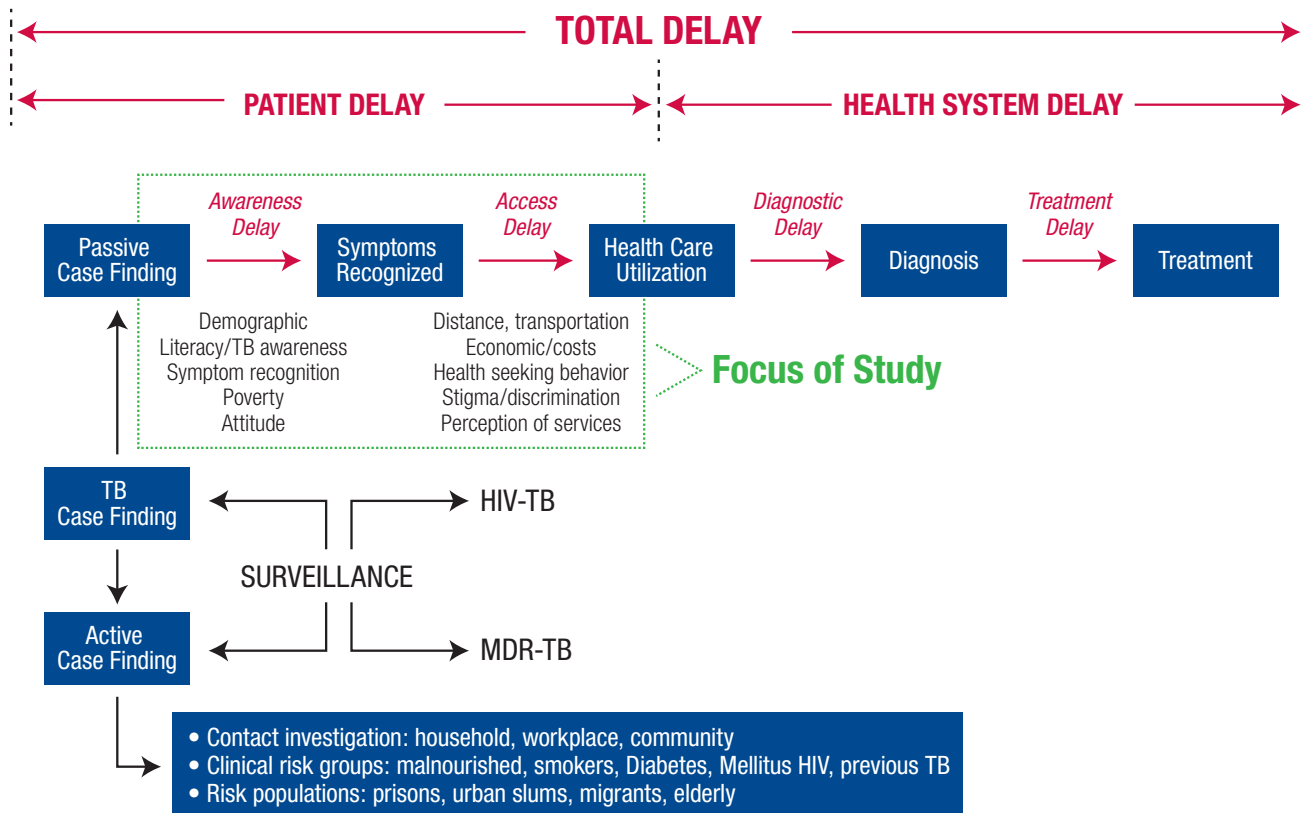 TOTAL DELAY
PATIENT DELAY
HEALTH SYSTEM DELAY
Awareness
Delay
Access
Delay
Diagnostic
Delay
Treatment
Delay
Passive
Case Finding
Symptoms
Recognized
Health Care
Utilization
Diagnosis
Treatment
Demographic
Literacy/TB awareness
Symptom recognition
Poverty
Attitude
Distance, transportation
Economic/costs
Health seeking behavior
Stigma/discrimination
Perception of services
Focus of Study
TB
Case Finding
HIV-TB
SURVEILLANCE
Active
Case Finding
MDR-TB
• Contact investigation: household, workplace, community
• Clinical risk groups: malnourished, smokers, Diabetes, Mellitus HIV, previous TB
• Risk populations: prisons, urban slums, migrants, elderly